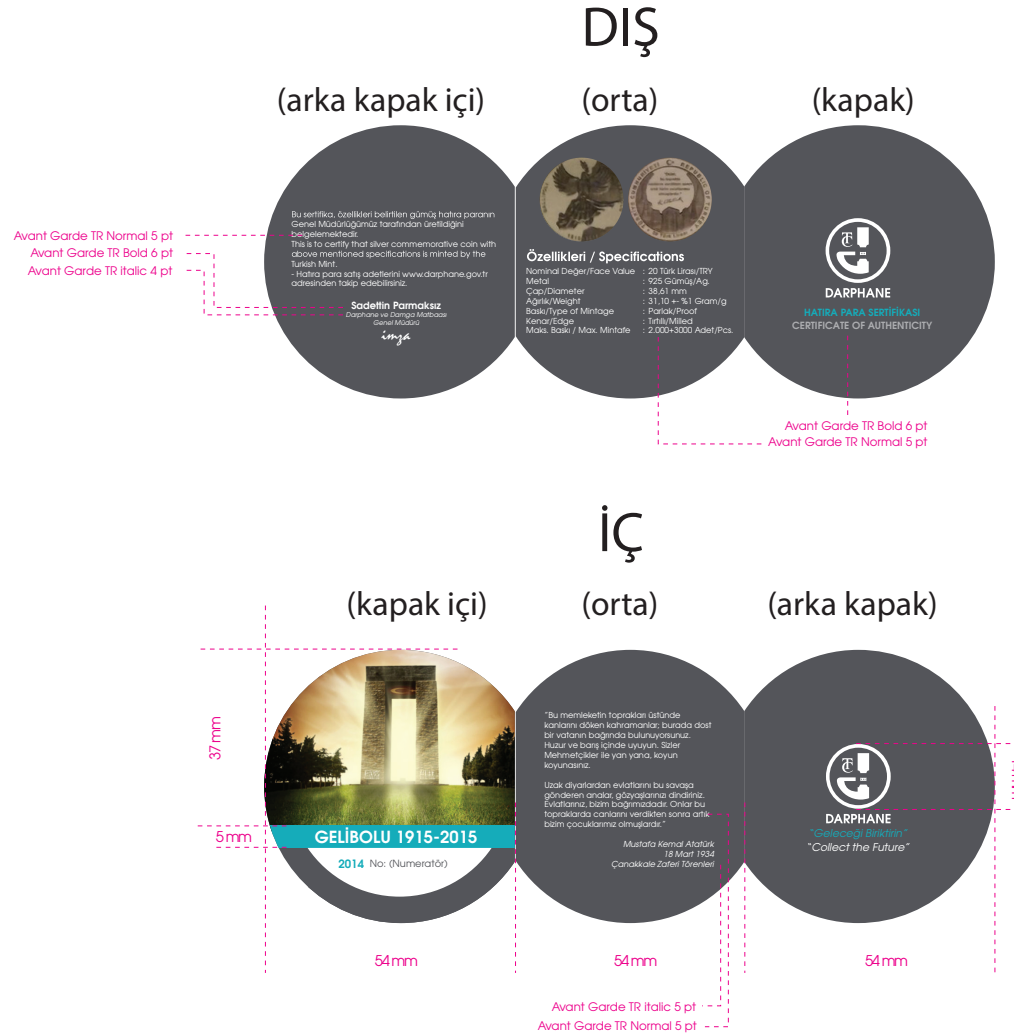 DIŞ
(arka kapak içi)
(orta)
(kapak)
Bu sertifika, özellikleri belirtilen gümüş hatıra paranın
Genel Müdürlüğümüz tarafından üretildiğini
belgelemektedir.
This is to certify that silver commemorative coin with
above mentioned specifications is minted by the
Turkish Mint.
- Hatıra para satış adetlerini www.darphane.gov.tr
adresinden takip edebilirsiniz.
Sadettin Parmaksız
Darphane ve Damga Matbaası
Genel Müdürü
imza
Avant Garde TR Normal 5 pt
Avant Garde TR Bold 6 pt
Avant Garde TR italic 4 pt
Özellikleri / Specifications
Nominal Değer/Face Value : 20 Türk Lirası/TRY
Metal : 925 Gümüş/Ag.
Çap/Diameter : 38,61 mm
Ağırlık/Weight : 31,10 +- %1 Gram/g
Baskı/Type of Mintage : Parlak/Proof
Kenar/Edge : Tırtıllı/Milled
Maks. Baskı / Max. Mintafe : 2.000+3000 Adet/Pcs.
TC
DARPHANE
HATIRA PARA SERTİFİKASI
CERTIFICATE OF AUTHENTICITY
Avant Garde TR Bold 6 pt
Avant Garde TR Normal 5 pt
İÇ
(kapak içi)
(orta)
(arka kapak)
37 mm
5 mm
GELİBOLU 1915-2015
2014 No: (Numeratör)
"Bu memleketin toprakları üstünde
kanlarını döken kahramanlar; burada dost
bir vatanın bağrında bulunuyorsunuz.
Huzur ve barış içinde uyuyun. Sizler
Mehmetçikler ile yan yana, koyun
koyunasınız.
Uzak diyarlardan evlatlarını bu savaşa
gönderen analar, gözyaşlarınızı dindiriniz.
Evlatlarınız, bizim bağrımızdadır. Onlar bu
topraklarda canlarını verdikten sonra artık
bizim çocuklarımız olmuşlardır."
Mustafa Kemal Atatürk
18 Mart 1934
Çanakkale Zaferi Törenleri
TC
DARPHANE
"Geleceği Biriktirin"
"Collect the Future"
54 mm
54 mm
54 mm
Avant Garde TR italic 5 pt
Avant Garde TR Normal 5 pt